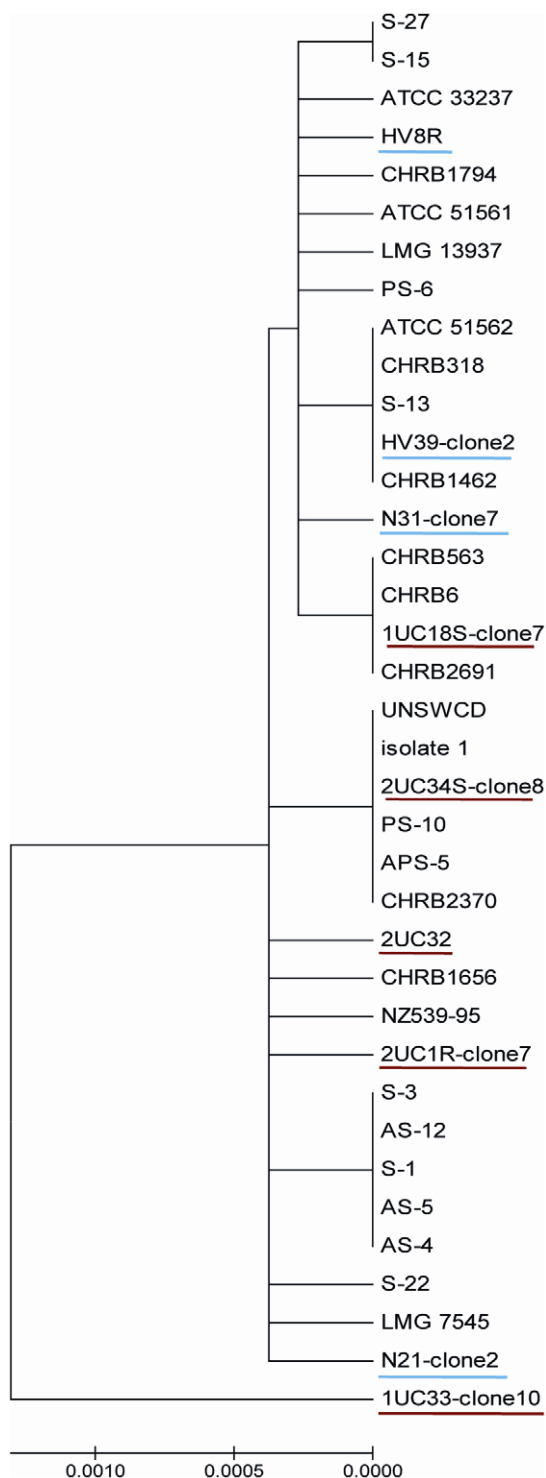 S-27
S-15
ATCC 33237
HV8R
CHRB1794
ATCC 51561
LMG 13937
PS-6
ATCC 51562
CHRB318
S-13
HV39-clone2
CHRB1462
N31-clone7
CHRB563
CHRB6
1UC18S-clone7
CHRB2691
UNSWCD
isolate 1
2UC34S-clone8
PS-10
APS-5
CHRB2370
2UC32
CHRB1656
NZ539-95
2UC1R-clone7
S-3
AS-12
S-1
AS-5
AS-4
S-22
LMG 7545
N21-clone2
1UC33-clone10
0.0010 0.0005 0.0000